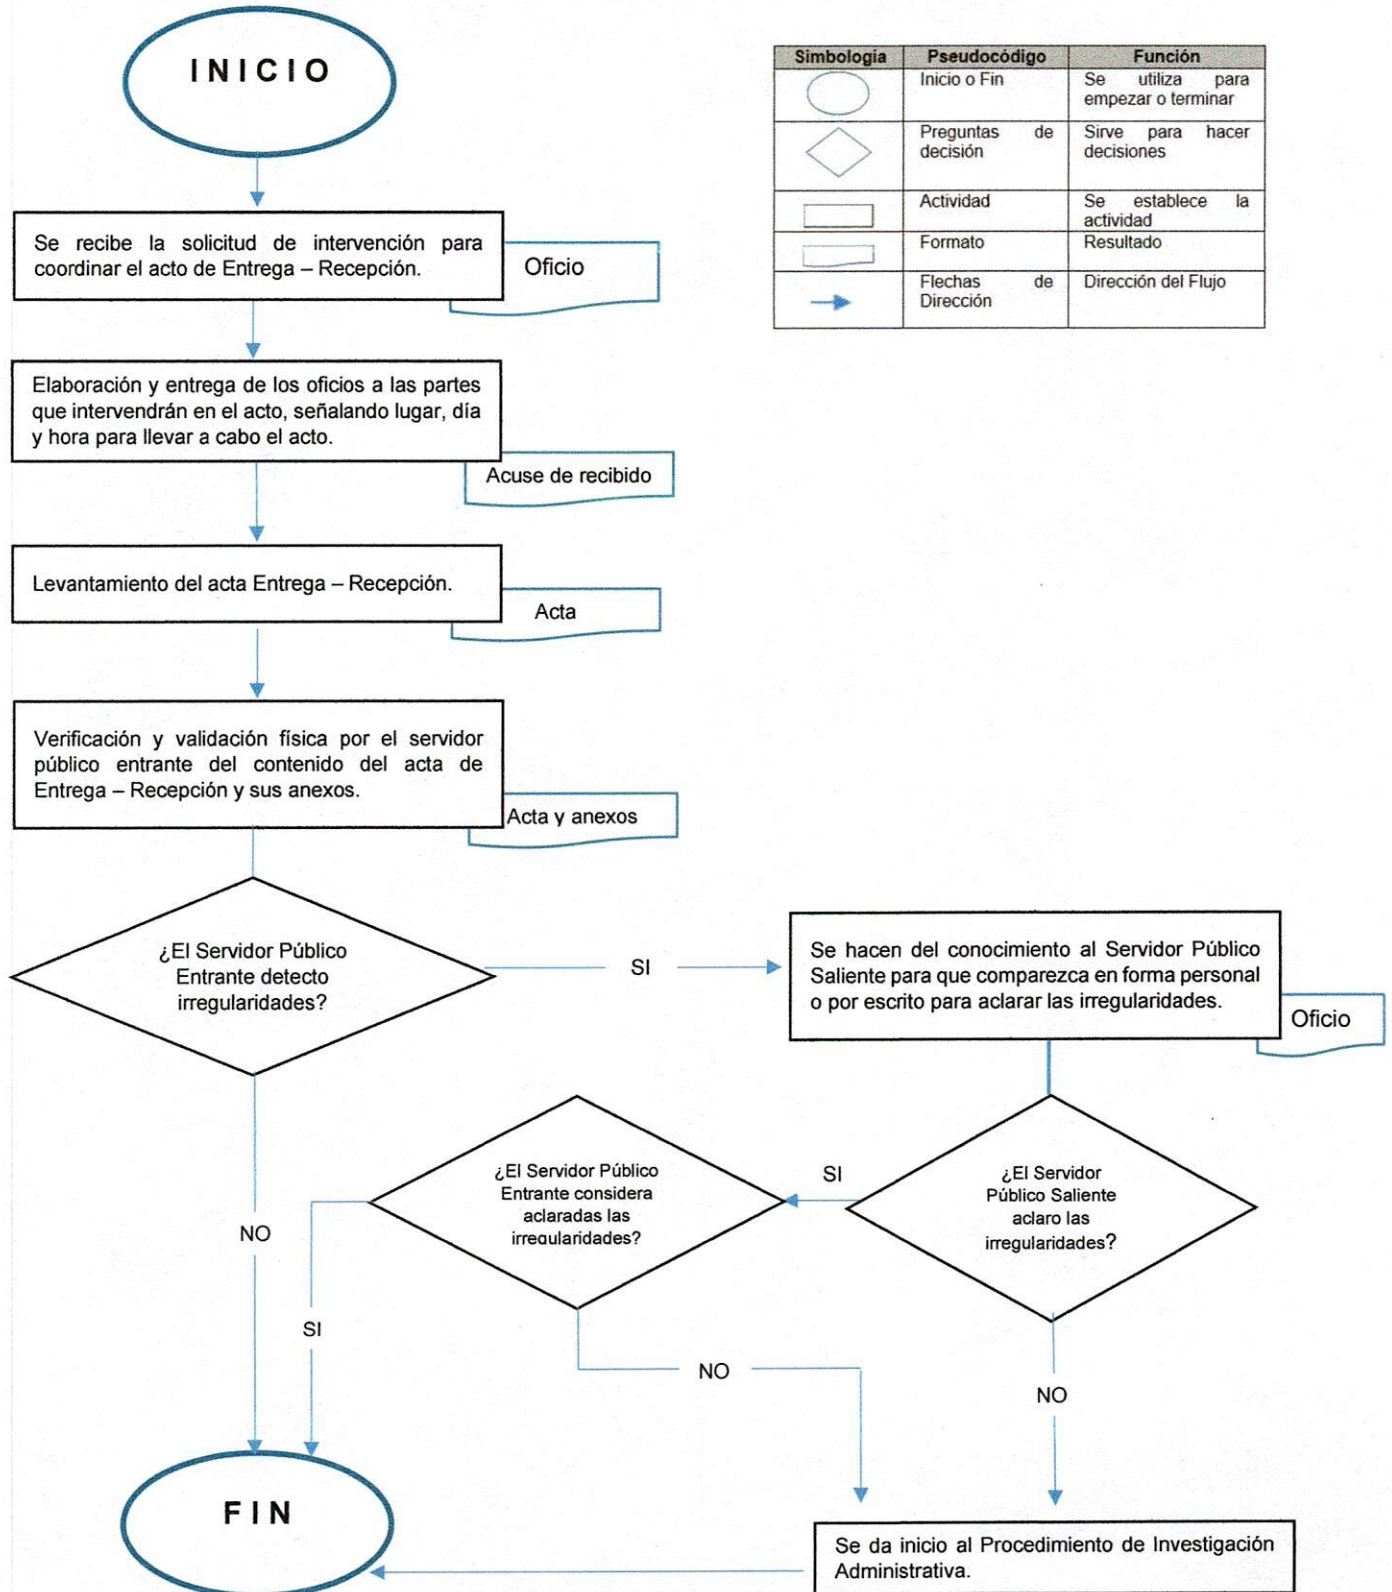 INICIO
Simbología Pseudocódigo Función
Inicio o Fin Se utiliza para
empezar o terminar
Preguntas de Sirve para hacer
decisión decisiones
Actividad Se establece la
actividad
Formato Resultado
Flechas de Dirección del Flujo
Dirección
Se recibe la solicitud de intervención para
coordinar el acto de Entrega – Recepción.
Oficio
Elaboración y entrega de los oficios a las partes
que intervendrán en el acto, señalando lugar, día
y hora para llevar a cabo el acto.
Acuse de recibido
Levantamiento del acta Entrega – Recepción.
Acta
Verificación y validación física por el servidor
público entrante del contenido del acta de
Entrega – Recepción y sus anexos.
Acta y anexos
¿El Servidor Público
Entrante detecto
irregularidades?
SI
Se hacen del conocimiento al Servidor Público
Saliente para que comparezca en forma personal
o por escrito para aclarar las irregularidades.
Oficio
¿El Servidor
Público Saliente
aclaro las
irregularidades?
SI
¿El Servidor Público
Entrante considera
aclaradas las
irregularidades?
NO
SI
NO
NO
FIN
Se da inicio al Procedimiento de Investigación
Administrativa.